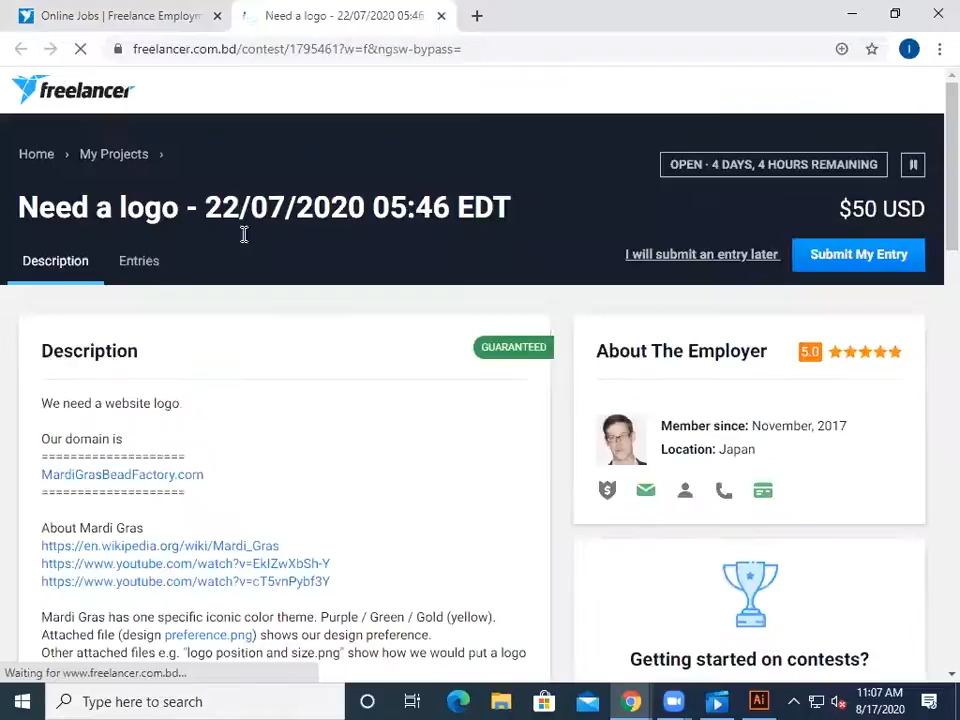 Online Jobs | Freelance Employm
Need a logo - 22/07/2020 05:46
freelancer.com.bd/contest/1795461?w=f&ngsw-bypass=
freelancer
Home › My Projects ›
OPEN · 4 DAYS, 4 HOURS REMAINING
Need a logo - 22/07/2020 05:46 EDT
$50 USD
Description
Entries
I will submit an entry later
Submit My Entry
Description
GUARANTEED
We need a website logo.
Our domain is
====================
MardiGrasBeadFactory.com
====================
About Mardi Gras
https://en.wikipedia.org/wiki/Mardi_Gras
https://www.youtube.com/watch?v=EkIZwXbSh-Y
https://www.youtube.com/watch?v=cT5vnPybf3Y
Mardi Gras has one specific iconic color theme. Purple / Green / Gold (yellow).
Attached file (design preference.png) shows our design preference.
Other attached files e.g. "logo position and size.png" show how we would put a logo
About The Employer
5.0
Member since: November, 2017
Location: Japan
Getting started on contests?
Waiting for www.freelancer.com.bd...
Type here to search
11:07 AM
8/17/2020